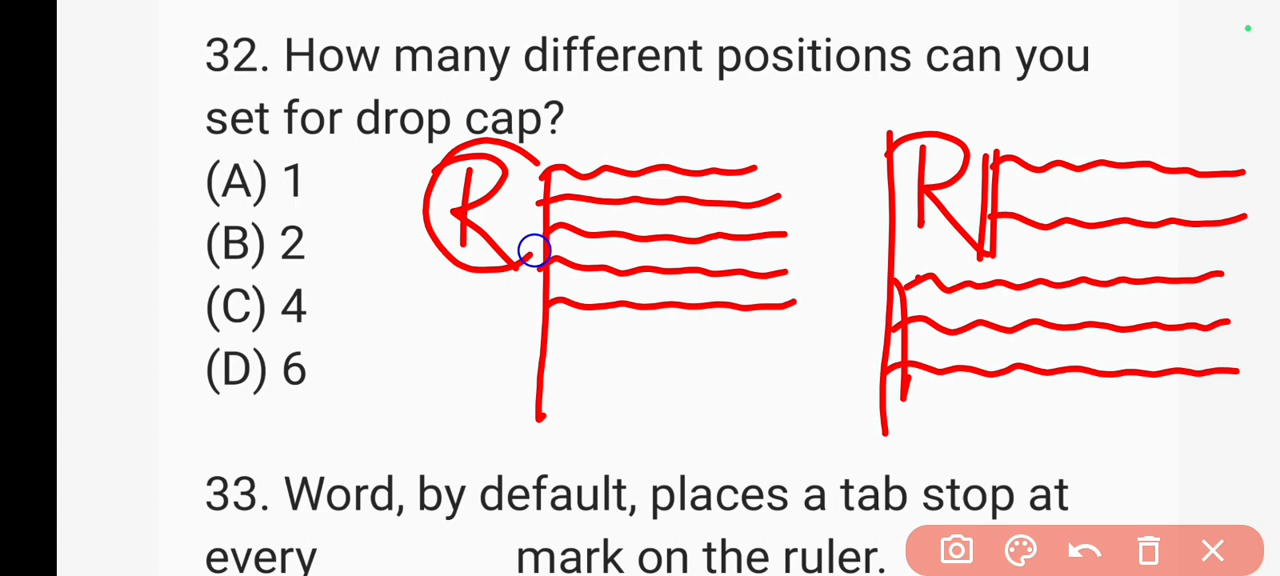 32. How many different positions can you
set for drop cap?
(A) 1
(B) 2
(C) 4
(D) 6
R
R
33. Word, by default, places a tab stop at
every mark on the ruler.